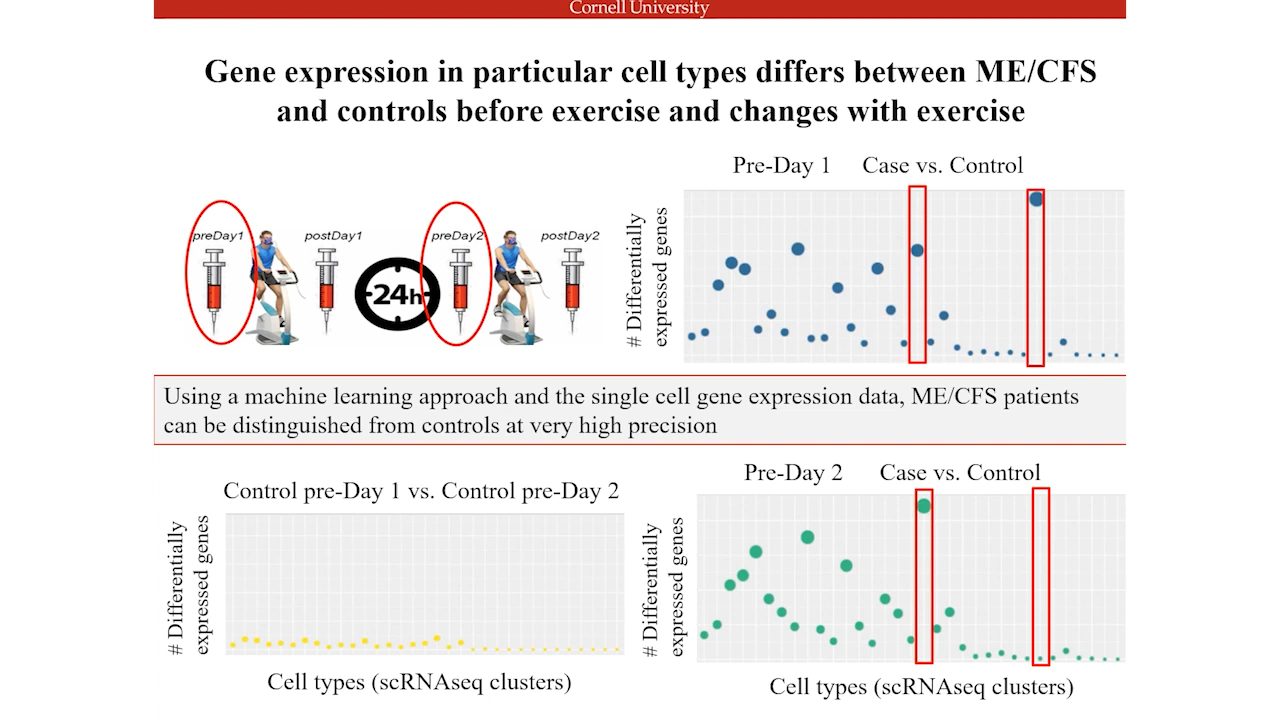 Cornell University
Gene expression in particular cell types differs between ME/CFS
and controls before exercise and changes with exercise
preDay1
postDay1
24h
preDay2
postDay2
Pre-Day 1 Case vs. Control
# Differentially
expressed genes
Using a machine learning approach and the single cell gene expression data, ME/CFS patients
can be distinguished from controls at very high precision
Control pre-Day 1 vs. Control pre-Day 2
# Differentially
expressed genes
Cell types (scRNAseq clusters)
Pre-Day 2 Case vs. Control
# Differentially
expressed genes
Cell types (scRNAseq clusters)